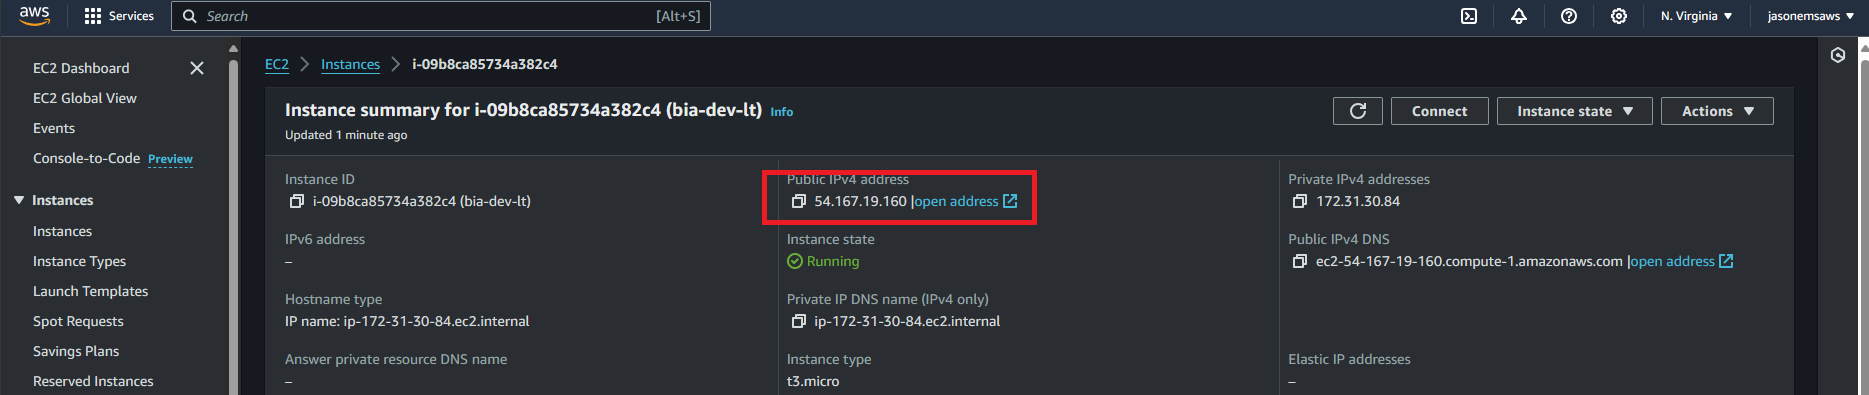 aws
Services
Search
[Alt+S]
N. Virginia
jasonemsaws
EC2 Dashboard
EC2 Global View
Events
Console-to-Code Preview
Instances
Instances
Instance Types
Launch Templates
Spot Requests
Savings Plans
Reserved Instances
EC2 > Instances > i-09b8ca85734a382c4
Instance summary for i-09b8ca85734a382c4 (bia-dev-lt) Info
Updated 1 minute ago
Connect
Instance state
Actions
Instance ID
i-09b8ca85734a382c4 (bia-dev-lt)
Public IPv4 address
54.167.19.160 |open address
Private IPv4 addresses
172.31.30.84
IPv6 address
–
Instance state
Running
Public IPv4 DNS
ec2-54-167-19-160.compute-1.amazonaws.com |open address
Hostname type
IP name: ip-172-31-30-84.ec2.internal
Private IP DNS name (IPv4 only)
ip-172-31-30-84.ec2.internal
Answer private resource DNS name
–
Instance type
t3.micro
Elastic IP addresses
–